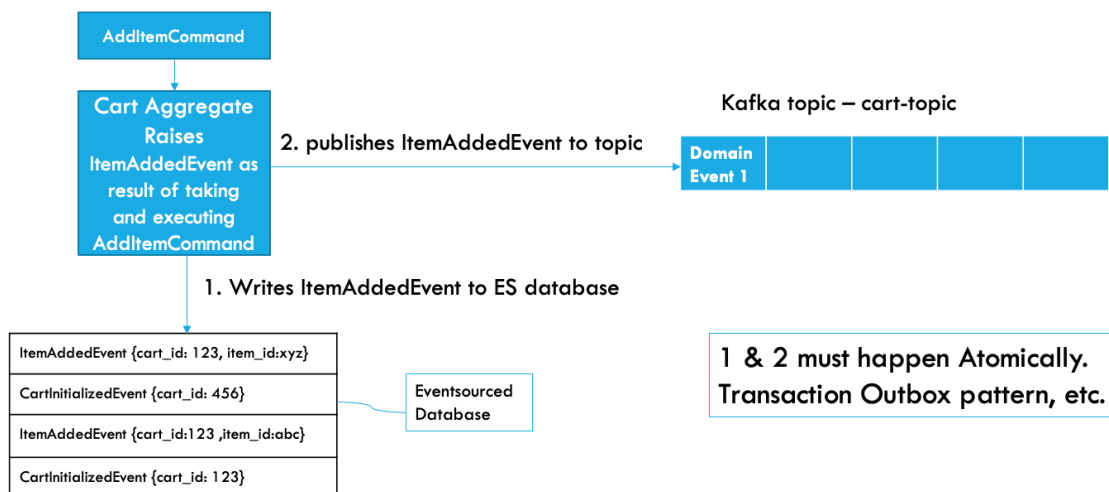 AddItemCommand
Cart Aggregate
Raises
ItemAddedEvent as
result of taking
and executing
AddItemCommand
2. publishes ItemAddedEvent to topic
Kafka topic – cart-topic
Domain
Event 1
1. Writes ItemAddedEvent to ES database
ItemAddedEvent {cart_id: 123, item_id:xyz}
CartInitializedEvent {cart_id: 456}
ItemAddedEvent {cart_id:123 ,item_id:abc}
CartInitializedEvent {cart_id: 123}
Eventsourced
Database
1 & 2 must happen Atomically.
Transaction Outbox pattern, etc.